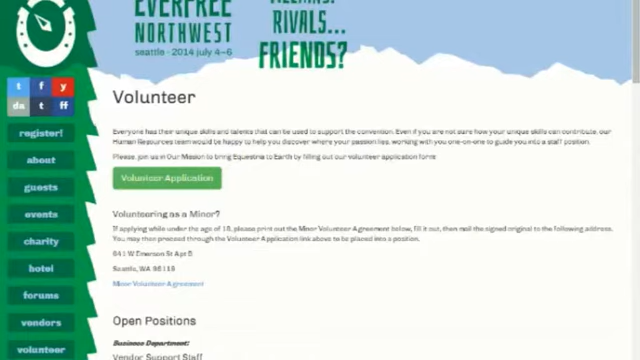 EVERFREE
NORTHWEST
seattle - 2014 july 4-6
RIVALS...
FRIENDS?
t f y
da t ff
register!
about
guests
events
charity
hotel
forums
vendors
volunteer
Volunteer
Everyone has their unique skills and talents that can be used to support the convention. Even if you are not sure how your unique skills can contribute, our
Human Resources team would be happy to help you discover where your passion lies, working with you one-on-one to guide you into a staff position.
Please, join us in Our Mission to bring Equestria to Earth by filling out our volunteer application form!
Volunteer Application
Volunteering as a Minor?
If applying while under the age of 18, please print out the Minor Volunteer Agreement below, fill it out, then mail the signed original to the following address.
You may then proceed through the Volunteer Application link above to be placed into a position.
W Emerson St Apt
Seattle, WA
Minor Volunteer Agreement
Open Positions
Business Department:
Vendor Support Staff